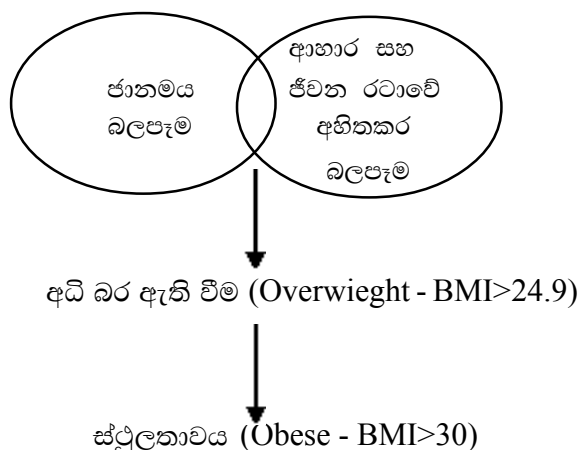 ජානමය
බලපෑම
ආහාර සහ
ජීවන රටාවේ
අහිතකර
බලපෑම
අධි බර ඇති වීම (Overwieght - BMI>24.9)
ස්ථූලතාවය (Obese - BMI>30)